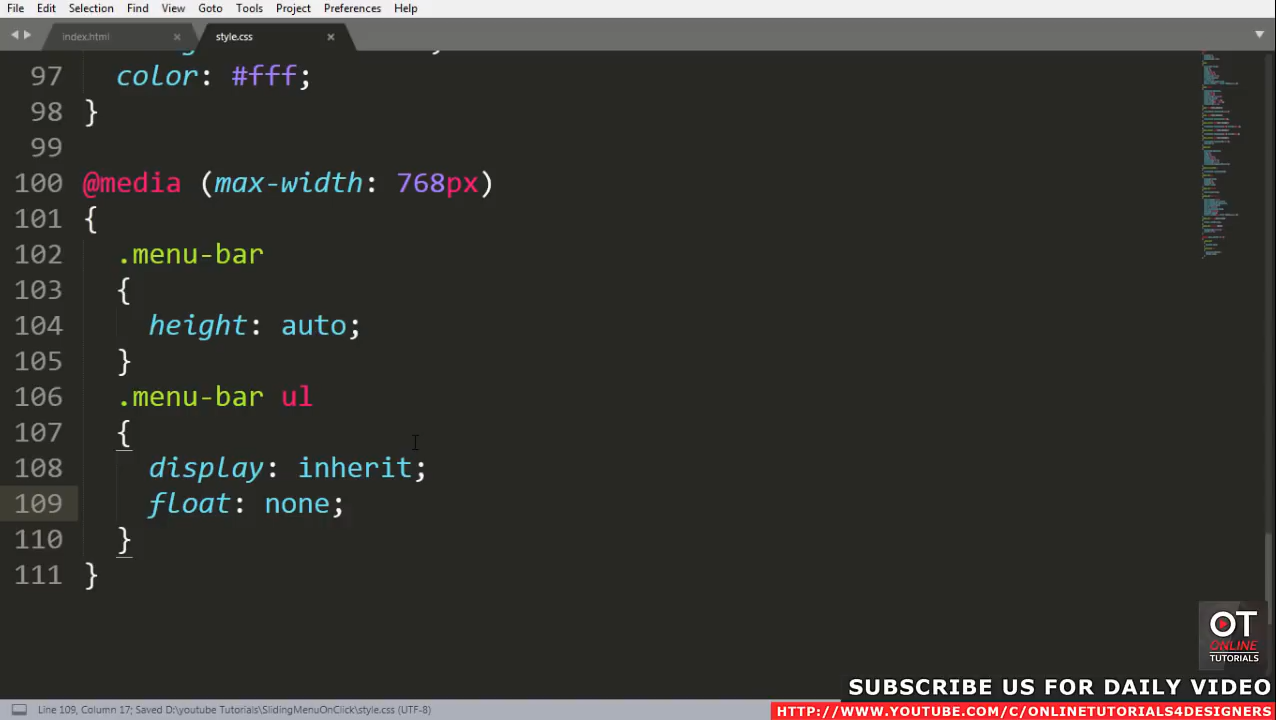 File Edit Selection Find View Goto Tools Project Preferences Help
index.html × style.css ×
97 color: #fff;
98 }
99
100 @media (max-width: 768px)
101 {
102 .menu-bar
103 {
104 height: auto;
105 }
106 .menu-bar ul
107 {
108 display: inherit;
109 float: none;
110 }
111 }
OT
ONLINE
TUTORIALS
SUBSCRIBE US FOR DAILY VIDEO
Line 109, Column 17; Saved D:\youtube Tutorials\SlidingMenuOnClick\style.css (UTF-8)
HTTP://WWW.YOUTUBE.COM/C/ONLINETUTORIALS4DESIGNERS